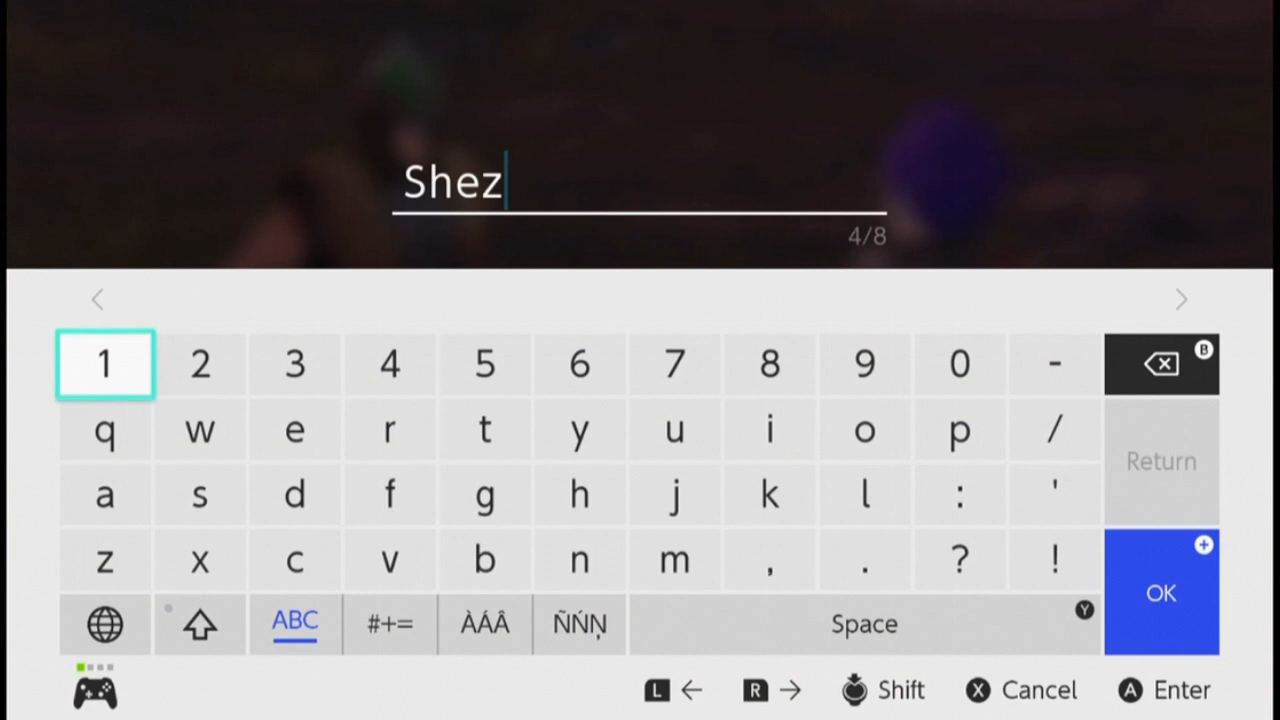 Shez
4/8
1 2 3 4 5 6 7 8 9 0 - B
q w e r t y u i o p / Return
a s d f g h j k l : '
z x c v b n m , . ? ! + OK
ABC #+= ÀÁÂ ÑŃŅ Space Y
L ← R → Shift X Cancel A Enter